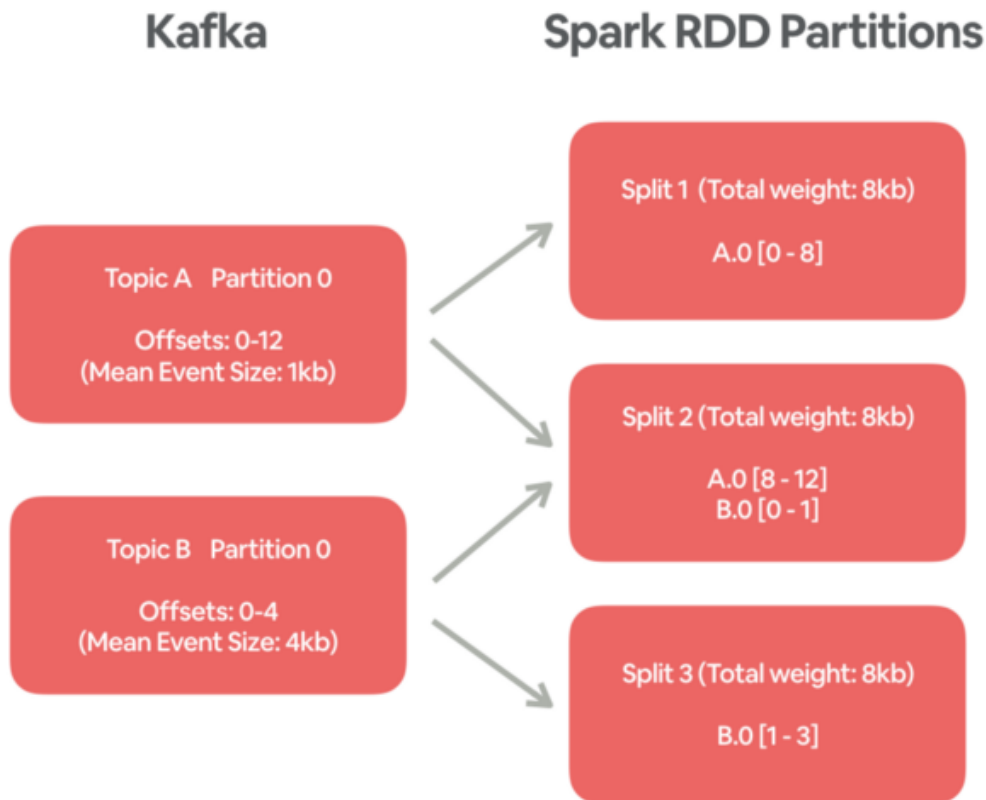 Kafka
Spark RDD Partitions
Topic A Partition 0
Offsets: 0-12
(Mean Event Size: 1kb)
Topic B Partition 0
Offsets: 0-4
(Mean Event Size: 4kb)
Split 1 (Total weight: 8kb)
A.0 [0 - 8]
Split 2 (Total weight: 8kb)
A.0 [8 - 12]
B.0 [0 - 1]
Split 3 (Total weight: 8kb)
B.0 [1 - 3]